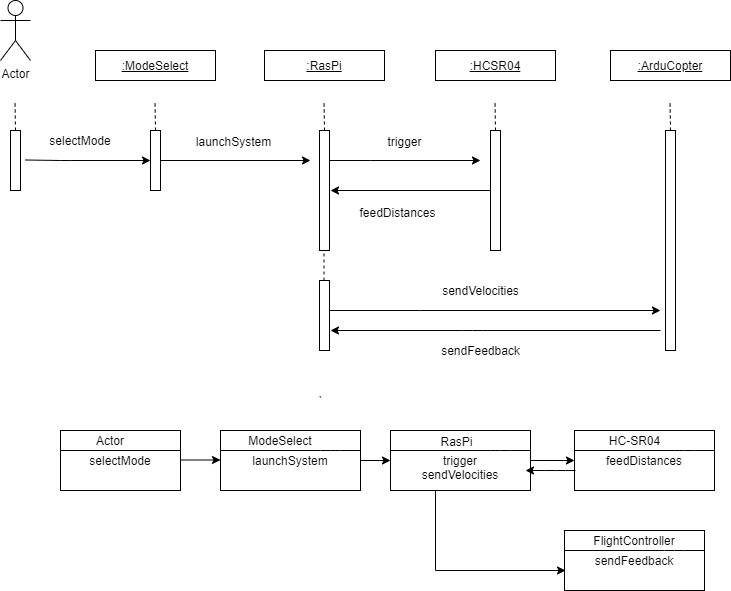 Actor
:ModeSelect
:RasPi
:HCSR04
:ArduCopter
selectMode
launchSystem
trigger
feedDistances
sendVelocities
sendFeedback
Actor
selectMode
ModeSelect
launchSystem
RasPi
trigger
sendVelocities
HC-SR04
feedDistances
FlightController
sendFeedback